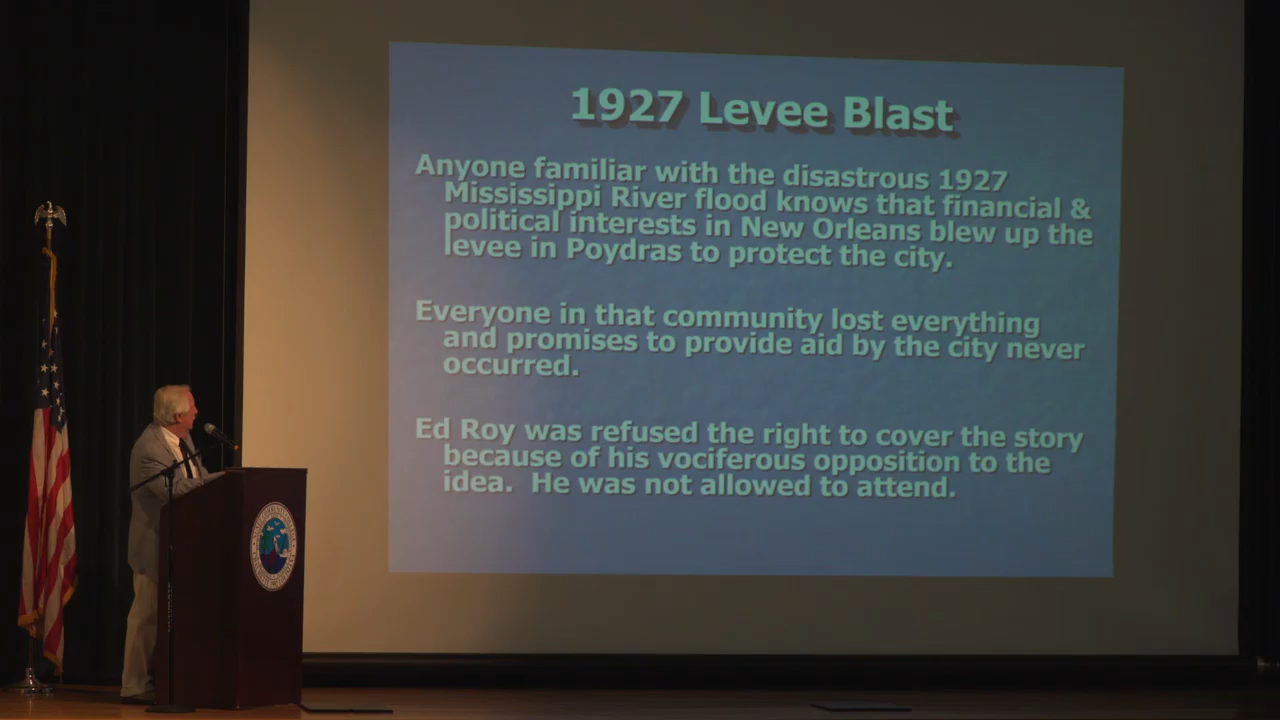 1927 Levee Blast
Anyone familiar with the disastrous 1927
Mississippi River flood knows that financial &
political interests in New Orleans blew up the
levee in Poydras to protect the city.
Everyone in that community lost everything
and promises to provide aid by the city never
occurred.
Ed Roy was refused the right to cover the story
because of his vociferous opposition to the
idea. He was not allowed to attend.